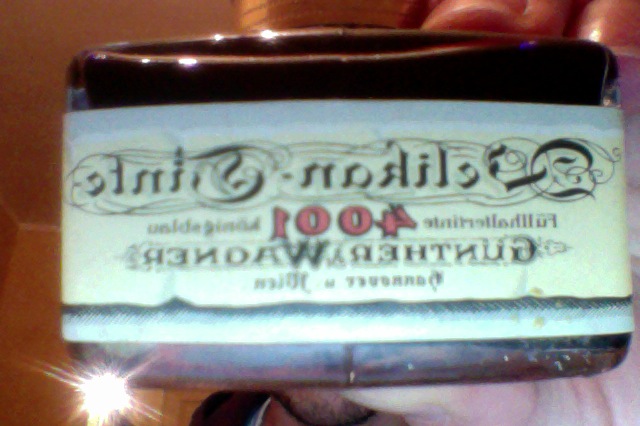 Pelikan-Tinte
Füllhaltertinte 4001 königsblau
GÜNTHER WAGNER
Hannover u Wien